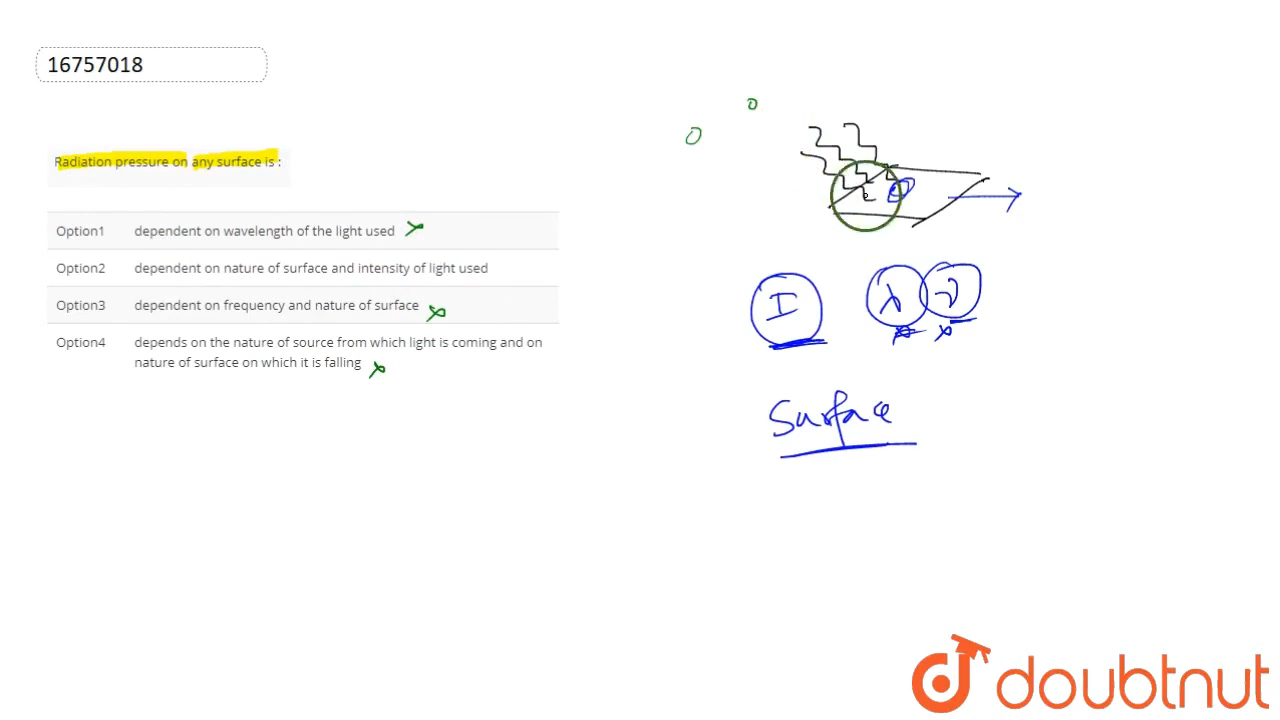 16757018
Radiation pressure on any surface is :
Option1 dependent on wavelength of the light used
Option2 dependent on nature of surface and intensity of light used
Option3 dependent on frequency and nature of surface
Option4 depends on the nature of source from which light is coming and on
nature of surface on which it is falling
I λ ν
Surface
doubtnut